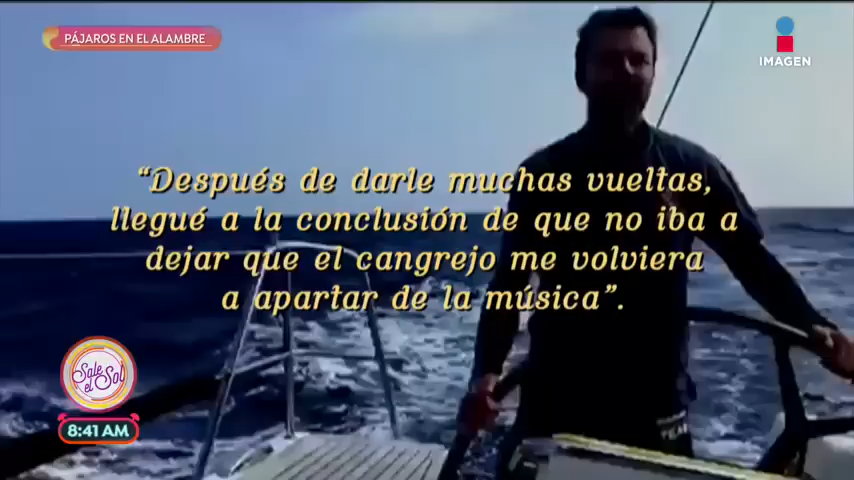 PÁJAROS EN EL ALAMBRE
IMAGEN
“Después de darle muchas vueltas,
llegué a la conclusión de que no iba a
dejar que el cangrejo me volviera
a apartar de la música”.
Sale
el Sol
8:41 AM